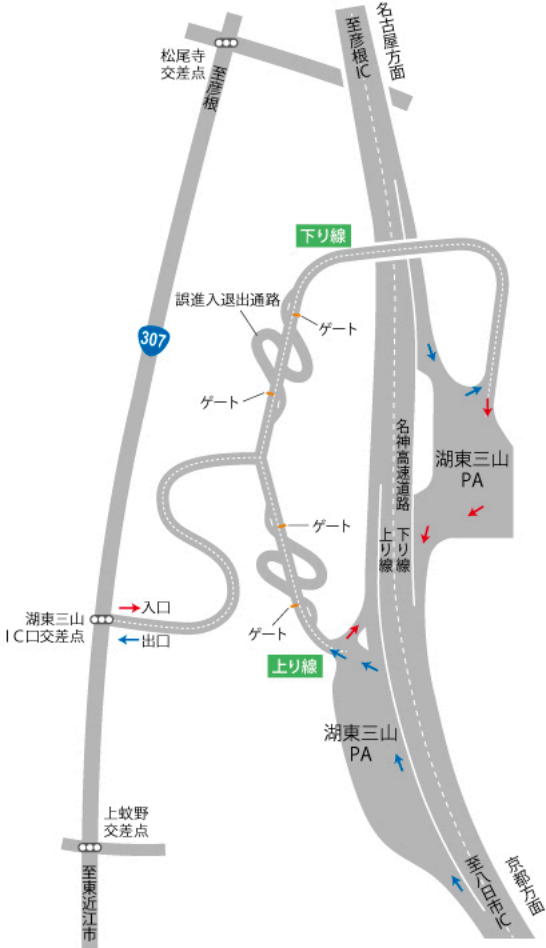 名古屋方面
至彦根IC
松尾寺
交差点
至彦根
下り線
誤進入退出通路
ゲート
307
ゲート
名神高速道路
湖東三山
PA
下り線
上り線
ゲート
入口
湖東三山
IC口交差点
出口
ゲート
上り線
湖東三山
PA
上蚊野
交差点
至東近江市
至八日市IC
京都方面